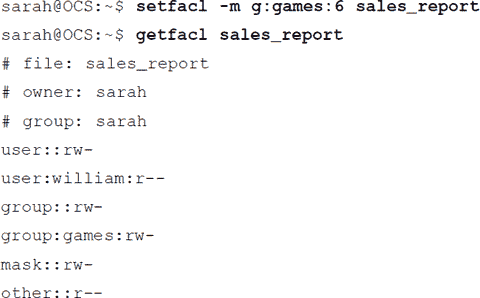 sarah@OCS:~$ setfacl -m g:games:6 sales_report
sarah@OCS:~$ getfacl sales_report
# file: sales_report
# owner: sarah
# group: sarah
user::rw-
user:william:r--
group::rw-
group:games:rw-
mask::rw-
other::r--